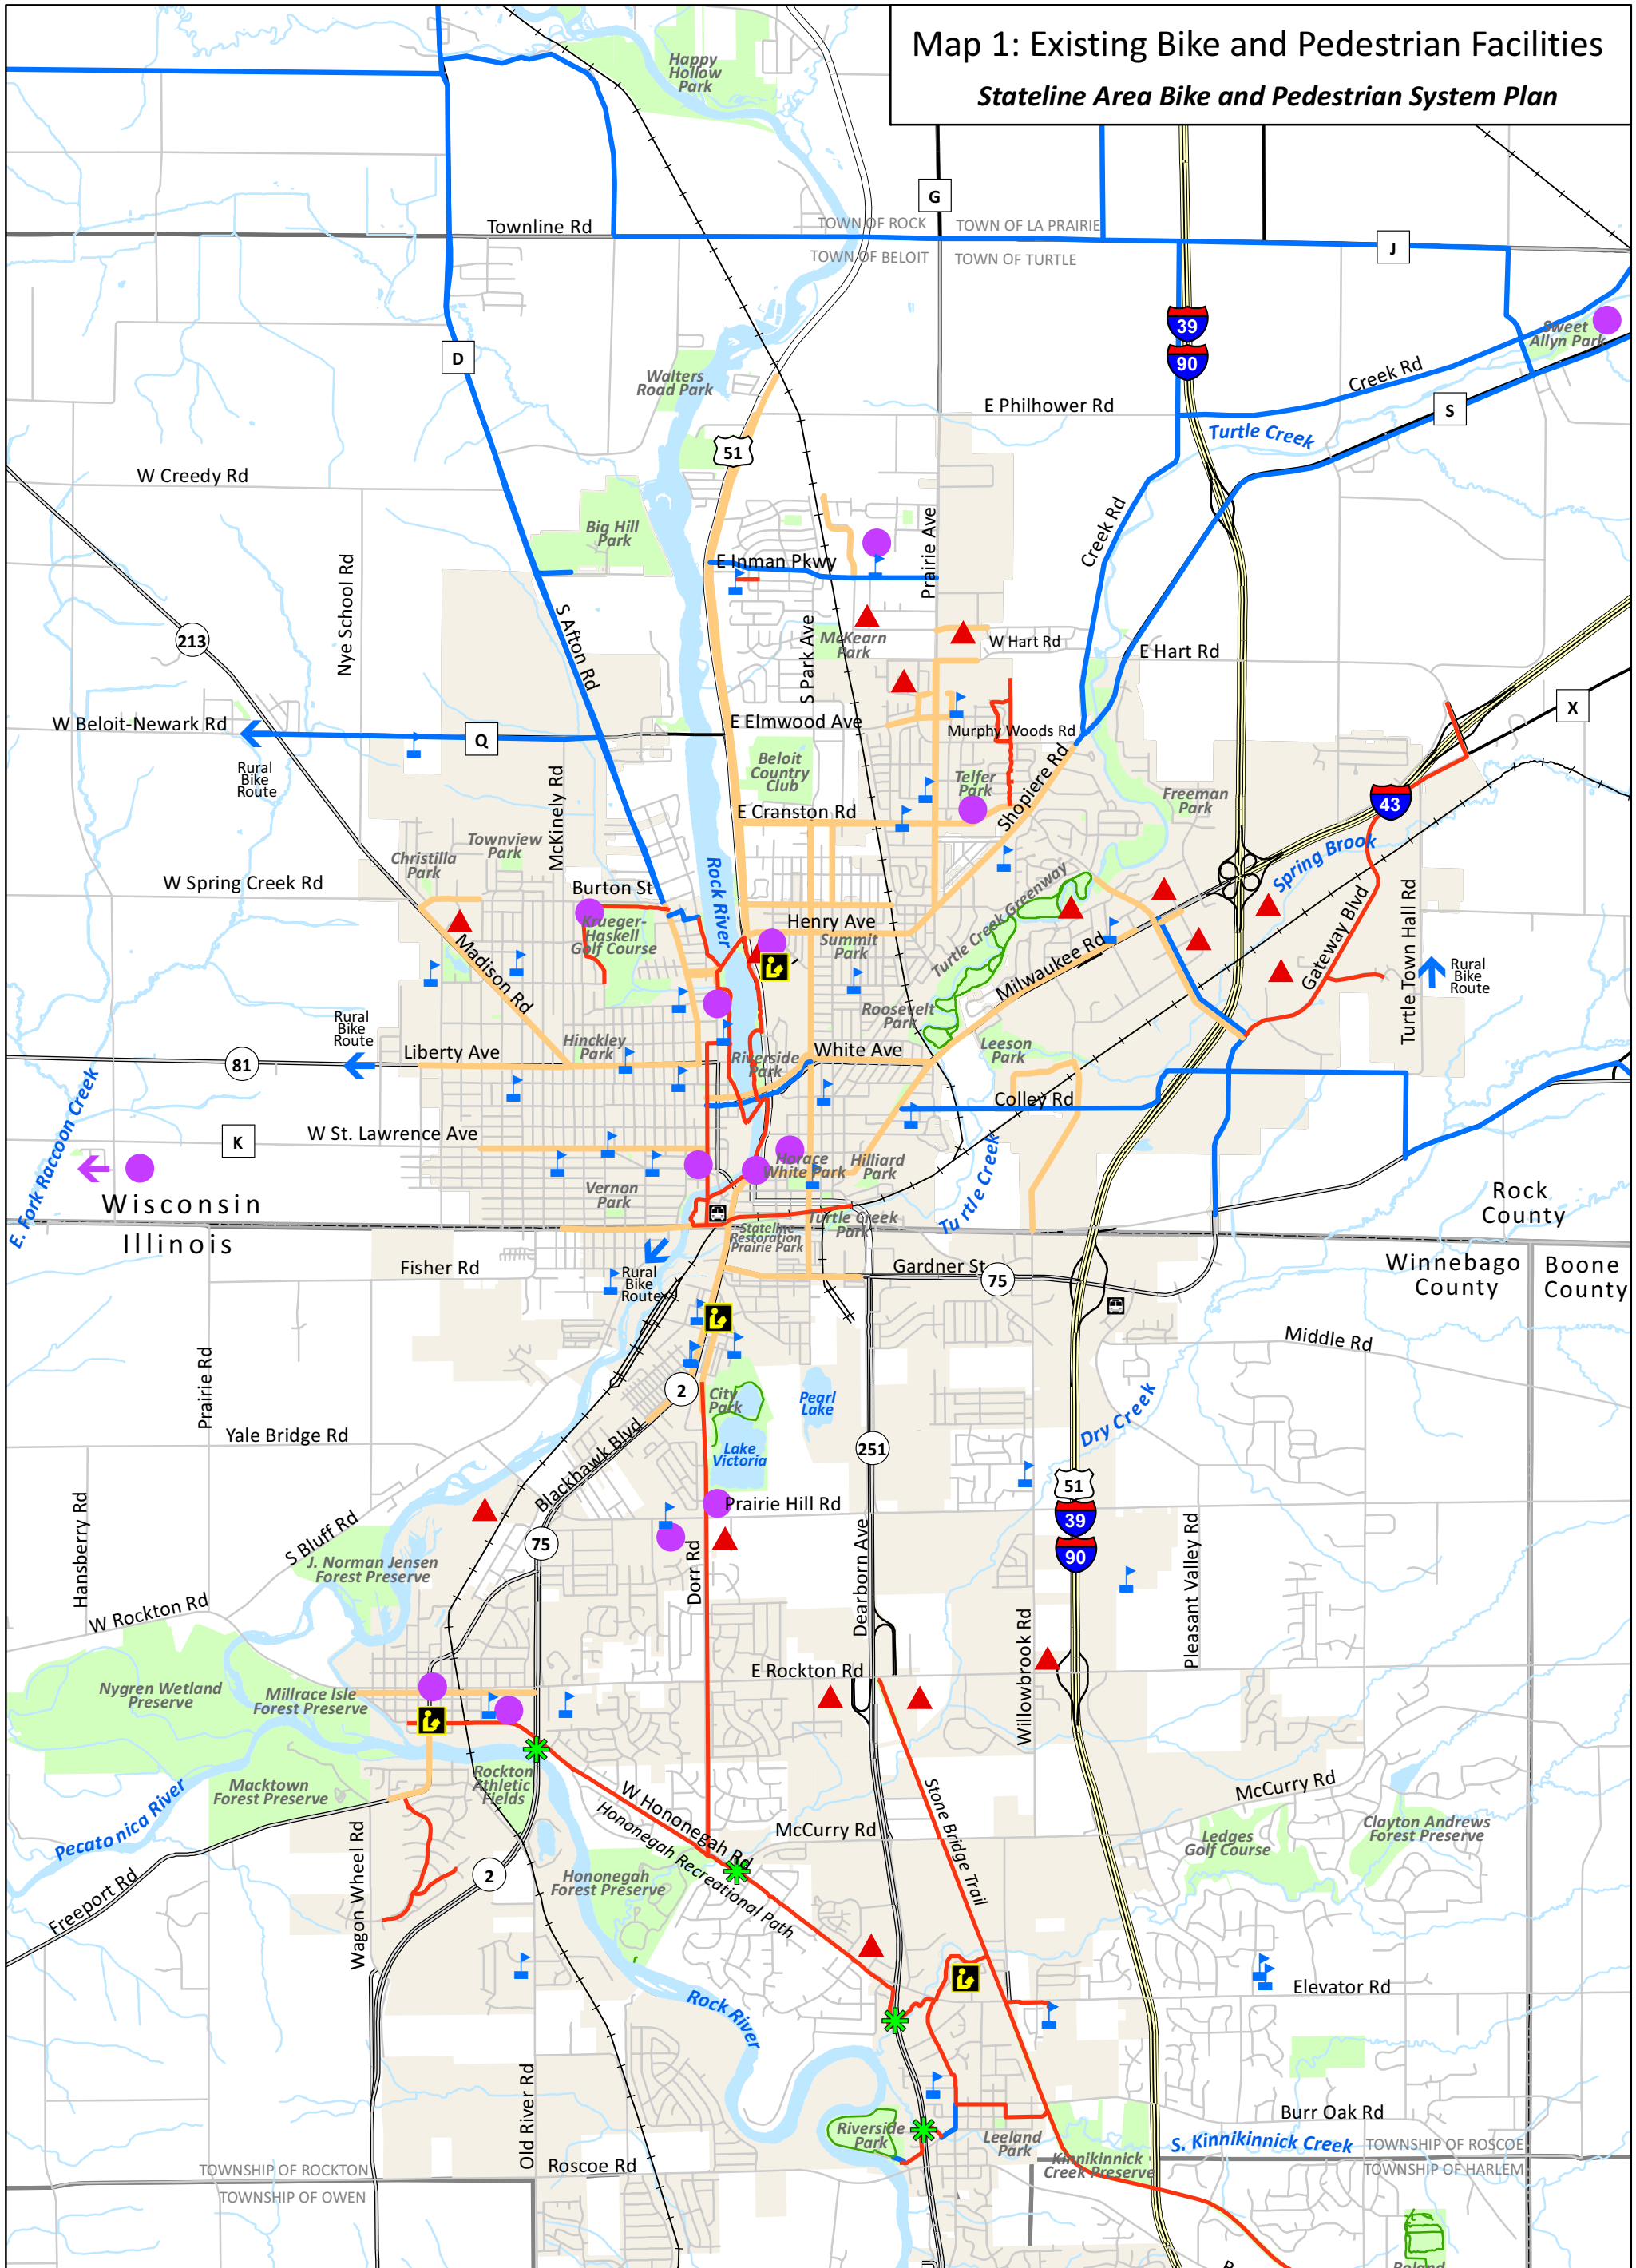 Map 1: Existing Bike and Pedestrian Facilities
Stateline Area Bike and Pedestrian System Plan
Happy
Hollow
Park
G
Townline Rd
TOWN OF ROCK
TOWN OF LA PRAIRIE
TOWN OF BELOIT
TOWN OF TURTLE
J
39
90
D
Sweet
Allyn Park
Walters
Road Park
Creek Rd
E Philhower Rd
S
Turtle Creek
51
W Creedy Rd
Big Hill
Park
Prairie Ave
Creek Rd
E Inman Pkwy
Nye School Rd
213
S Afton Rd
S Park Ave
McKearn
Park
W Hart Rd
E Hart Rd
X
W Beloit-Newark Rd
Q
E Elmwood Ave
Murphy Woods Rd
Rural
Bike
Route
Beloit
Country
Club
Telfer
Park
Shopiere Rd
Freeman
Park
43
McKinely Rd
E Cranston Rd
Townview
Park
Christilla
Park
Rock River
Spring Brook
W Spring Creek Rd
Burton St
Krueger-
Haskell
Golf Course
Henry Ave
Summit
Park
Turtle Creek Greenway
Milwaukee Rd
Gateway Blvd
Turtle Town Hall Rd
Madison Rd
Rural
Bike
Route
Roosevelt
Park
Rural
Bike
Route
Hinckley
Park
Liberty Ave
81
Riverside
Park
White Ave
Leeson
Park
Colley Rd
E. Fork Raccoon Creek
K
W St. Lawrence Ave
Horace
White Park
Hilliard
Park
Turtle Creek
Vernon
Park
Wisconsin
Illinois
Rock
County
Stateline
Restoration
Prairie Park
Turtle Creek
Park
Fisher Rd
Rural
Bike
Route
Gardner St
75
Winnebago
County
Boone
County
Middle Rd
Prairie Rd
2
City
Park
Pearl
Lake
Dry Creek
Yale Bridge Rd
Blackhawk Blvd
Lake
Victoria
251
51
39
90
Hansberry Rd
S Bluff Rd
Prairie Hill Rd
75
J. Norman Jensen
Forest Preserve
Dorr Rd
Dearborn Ave
Pleasant Valley Rd
W Rockton Rd
Willowbrook Rd
E Rockton Rd
Nygren Wetland
Preserve
Millrace Isle
Forest Preserve
Macktown
Forest Preserve
Rockton
Athletic
Fields
Pecatonica River
W Hononegah Rd
Hononegah Recreational Path
Stone Bridge Trail
McCurry Rd
McCurry Rd
Ledges
Golf Course
Clayton Andrews
Forest Preserve
Wagon Wheel Rd
2
Hononegah
Forest Preserve
Freeport Rd
Rock River
Elevator Rd
Old River Rd
Riverside
Park
Leeland
Park
Burr Oak Rd
S. Kinnikinnick Creek
TOWNSHIP OF ROSCOE
TOWNSHIP OF HARLEM
Kinnikinnick
Creek Preserve
Roscoe Rd
TOWNSHIP OF ROCKTON
TOWNSHIP OF OWEN